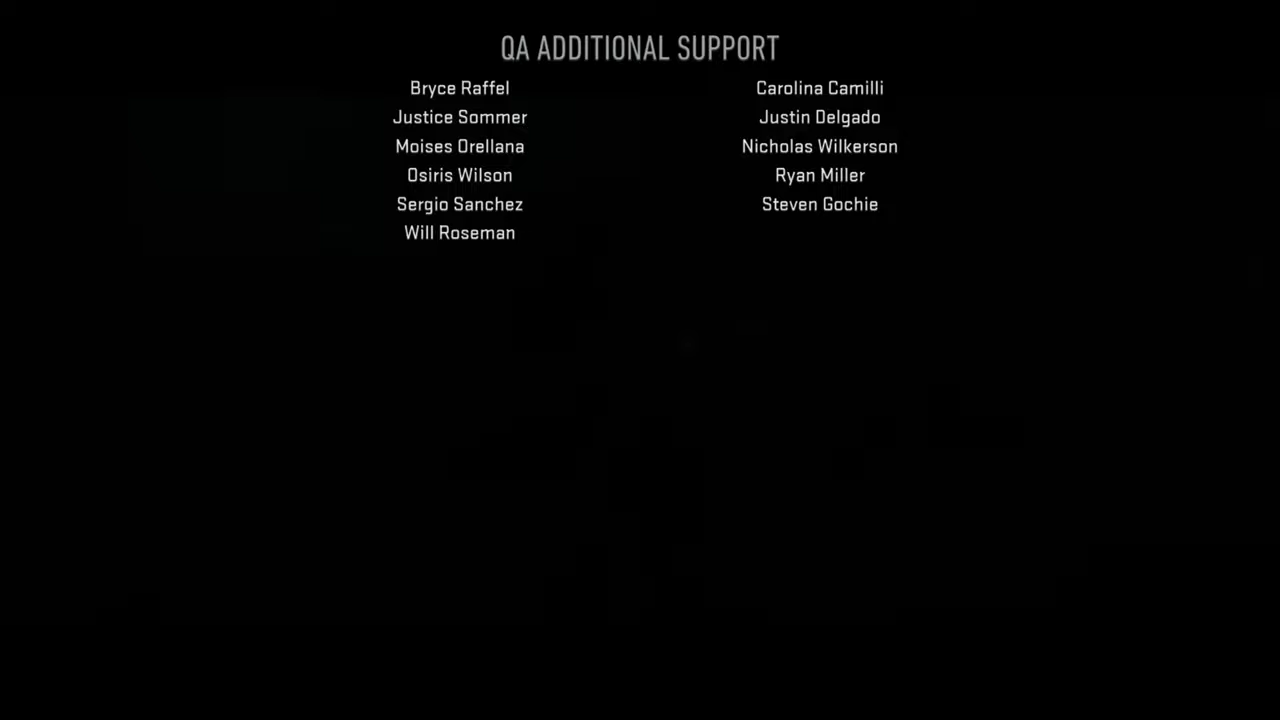 QA ADDITIONAL SUPPORT
Bryce Raffel
Carolina Camilli
Justice Sommer
Justin Delgado
Moises Orellana
Nicholas Wilkerson
Osiris Wilson
Ryan Miller
Sergio Sanchez
Steven Gochie
Will Roseman